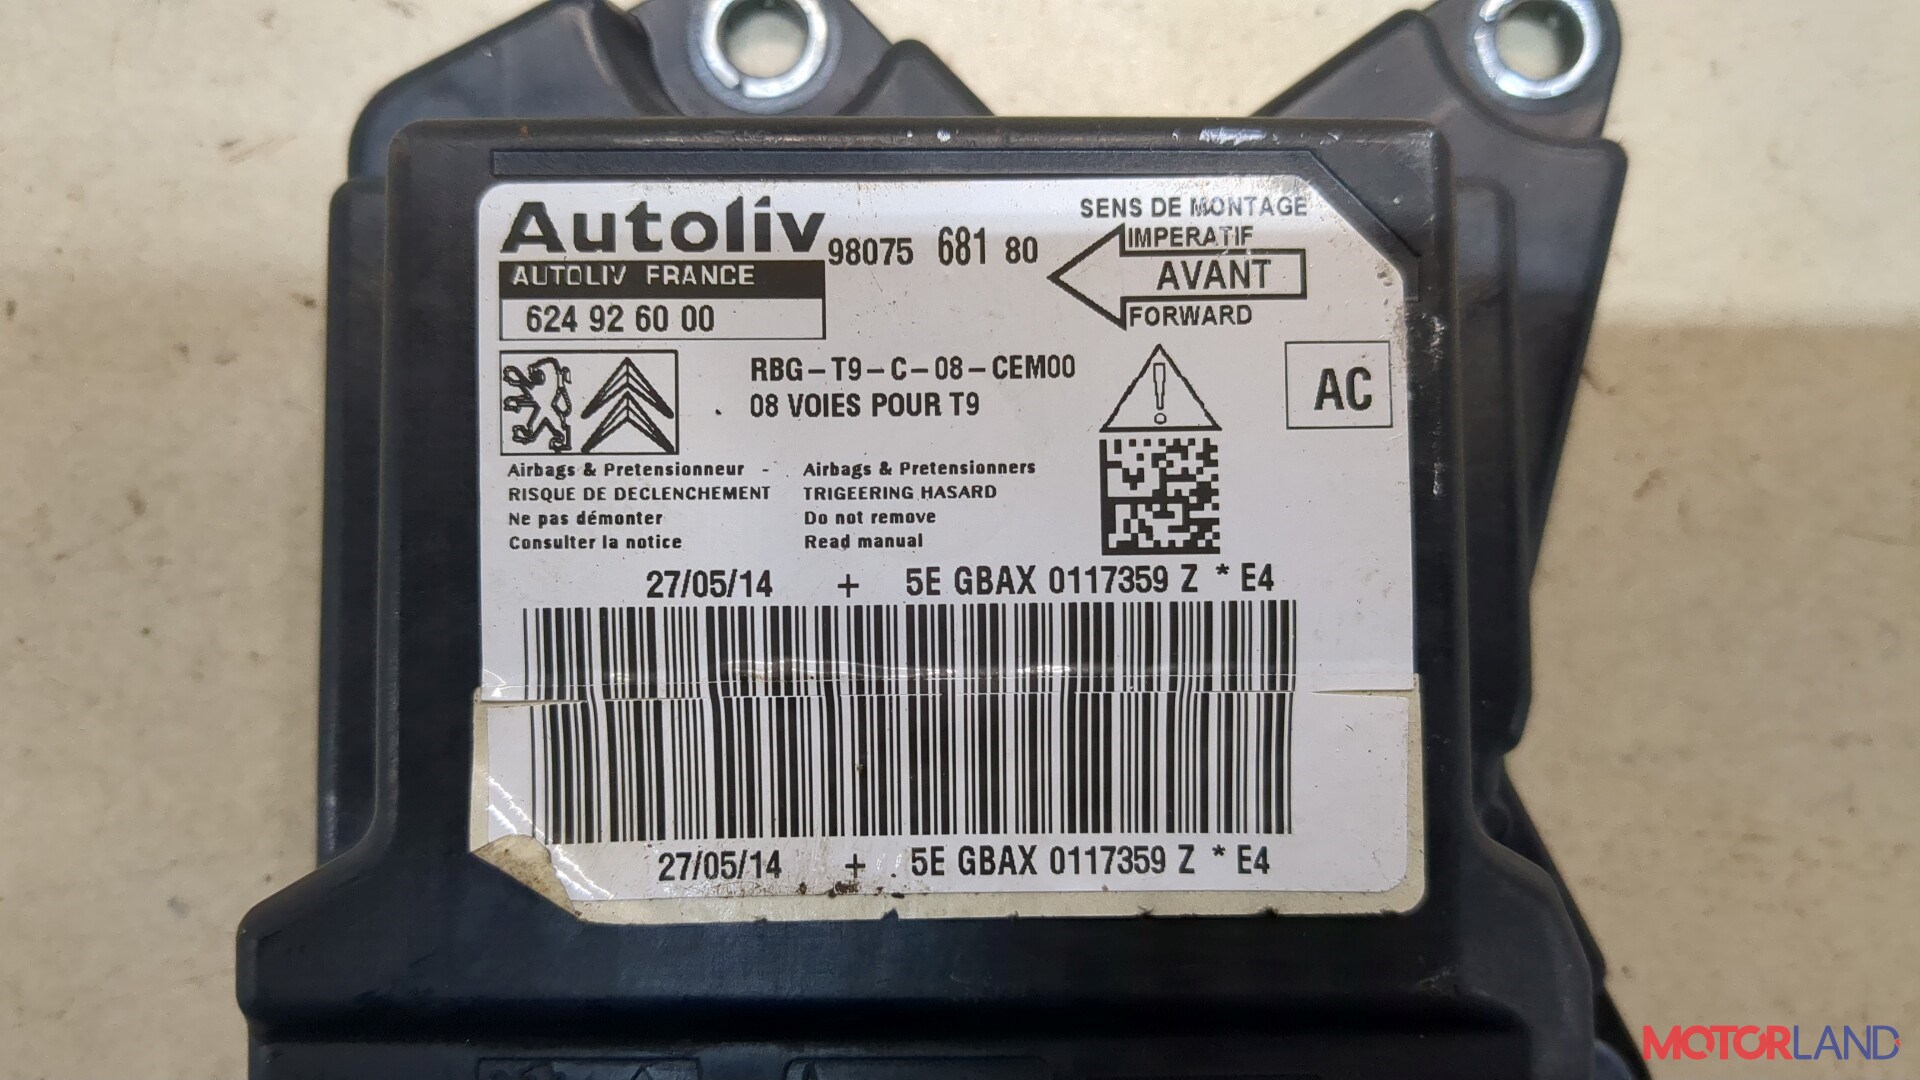 Autoliv
98075 681 80
SENS DE MONTAGE
IMPERATIF
AVANT
FORWARD
AUTOLIV FRANCE
624 92 60 00
RBG-T9-C-08-CEM00
08 VOIES POUR T9
AC
Airbags & Pretensionneur -
RISQUE DE DECLENCHEMENT
Ne pas démonter
Consulter la notice
Airbags & Pretensionners
TRIGEERING HASARD
Do not remove
Read manual
27/05/14 + 5E GBAX 0117359 Z * E4
27/05/14 + 5E GBAX 0117359 Z * E4
MOTORLAND